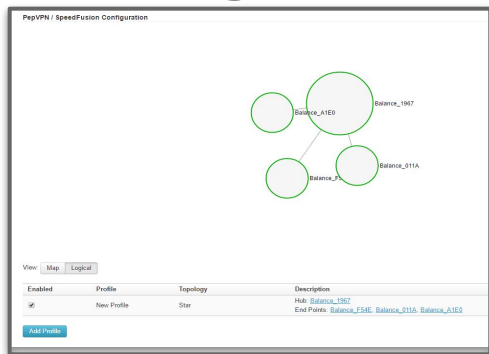 PepVPN / SpeedFusion Configuration
Balance_1967
Balance_A1E0
Balance_011A
Balance_F5
View: Map Logical
Enabled Profile Topology Description
New Profile Star Hub: Balance_1967
End Points: Balance_F54E, Balance_011A, Balance_A1E0
Add Profile